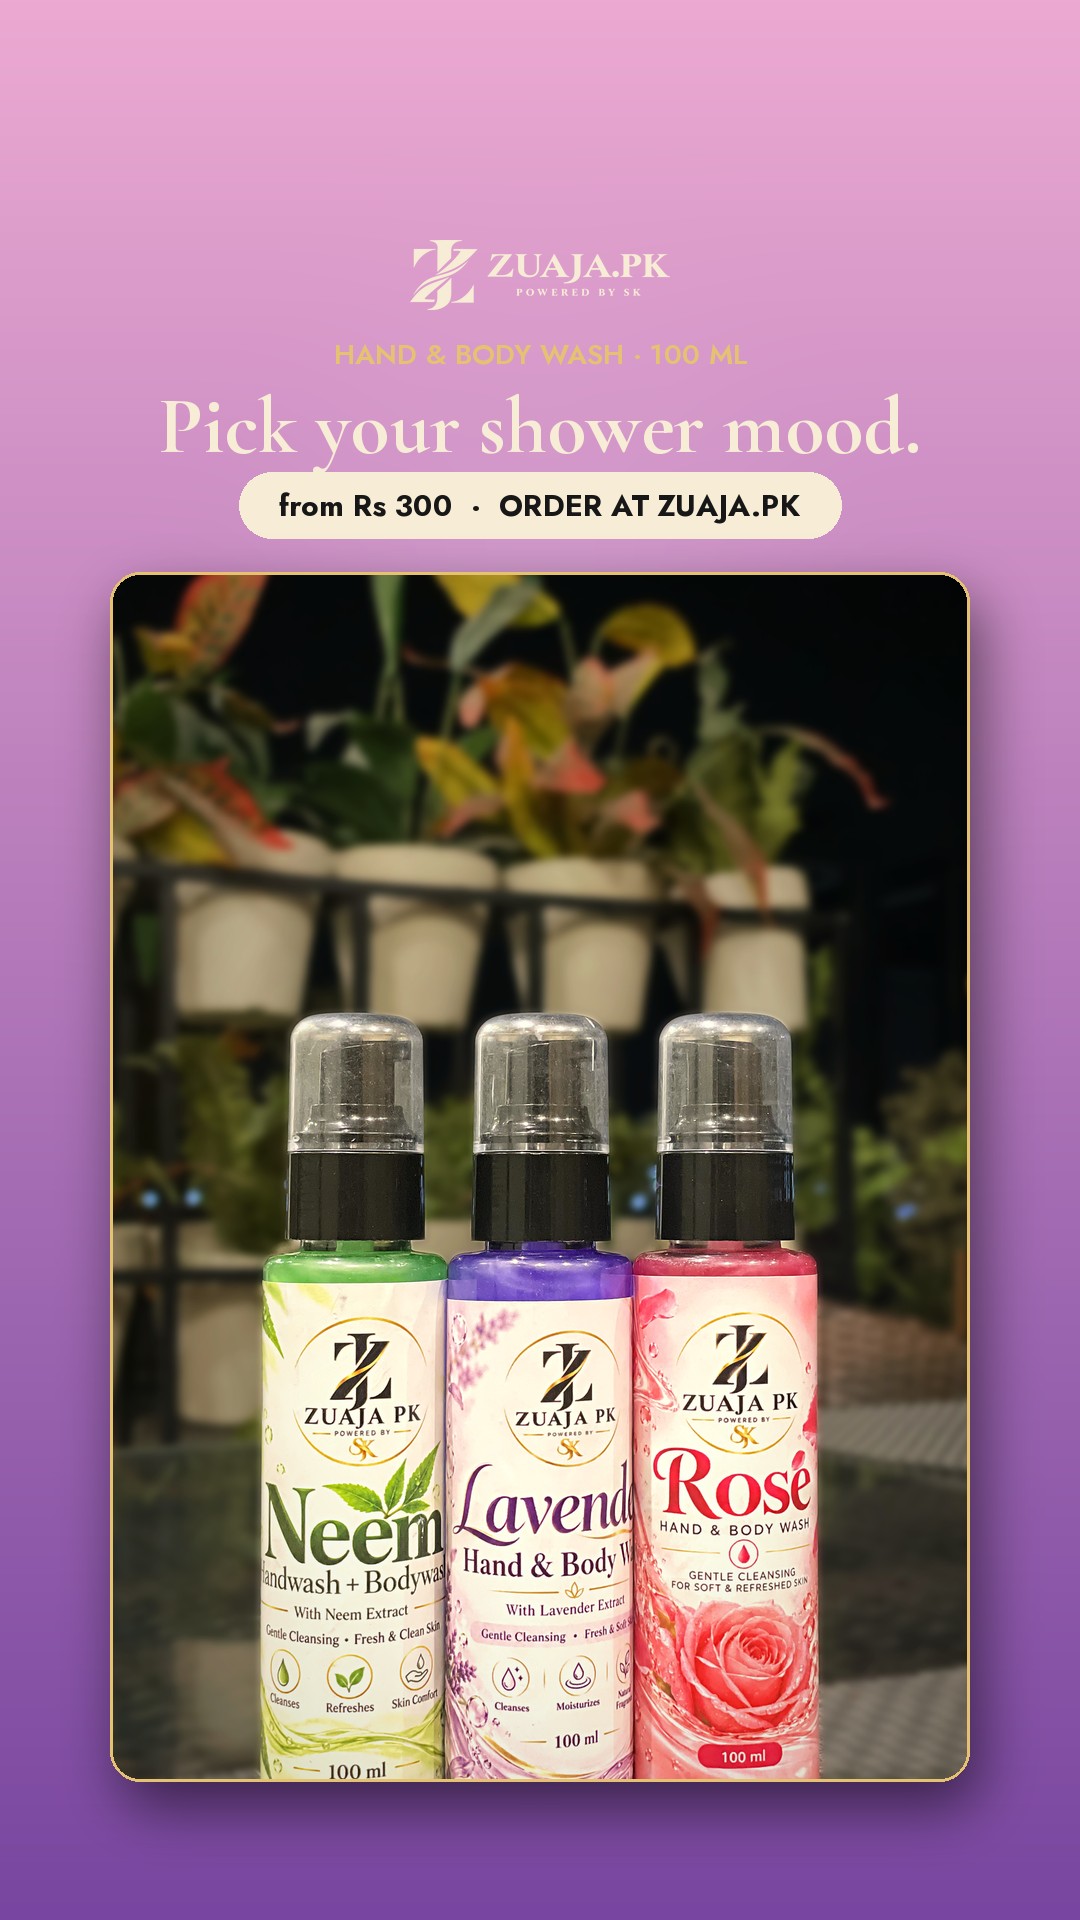 ZUAJA.PK
POWERED BY SK
HAND & BODY WASH · 100 ML
Pick your shower mood.
from Rs 300 · ORDER AT ZUAJA.PK
ZUAJA PK
POWERED BY
SK
Neem
Handwash + Bodywas
With Neem Extract
Gentle Cleansing • Fresh & Clean Skin
Cleanses
Refreshes
Skin Comfort
100 ml
ZUAJA PK
POWERED BY
SK
Lavend
Hand & Body W
With Lavender Extract
Gentle Cleansing • Fresh & Soft
Cleanses
Moisturizes
100 ml
ZUAJA PK
POWERED BY
SK
Rose
HAND & BODY WASH
GENTLE CLEANSING
FOR SOFT & REFRESHED SKIN
100 ml